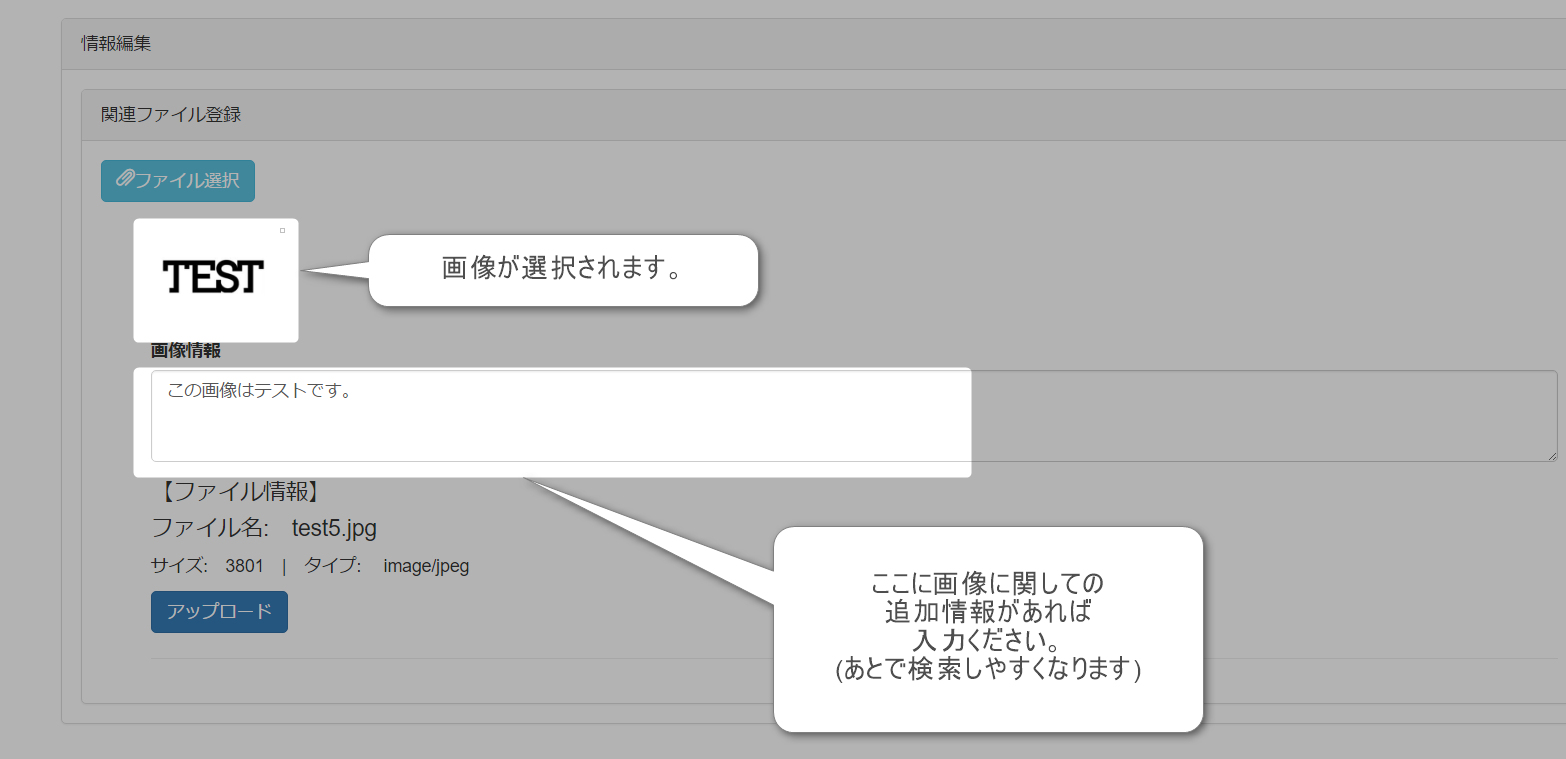 情報編集
関連ファイル登録
ファイル選択
TEST
画像が選択されます。
画像情報
この画像はテストです。
【ファイル情報】
ファイル名: test5.jpg
サイズ: 3801 | タイプ: image/jpeg
アップロード
ここに画像に関しての
追加情報があれば
入力ください。
(あとで検索しやすくなります)